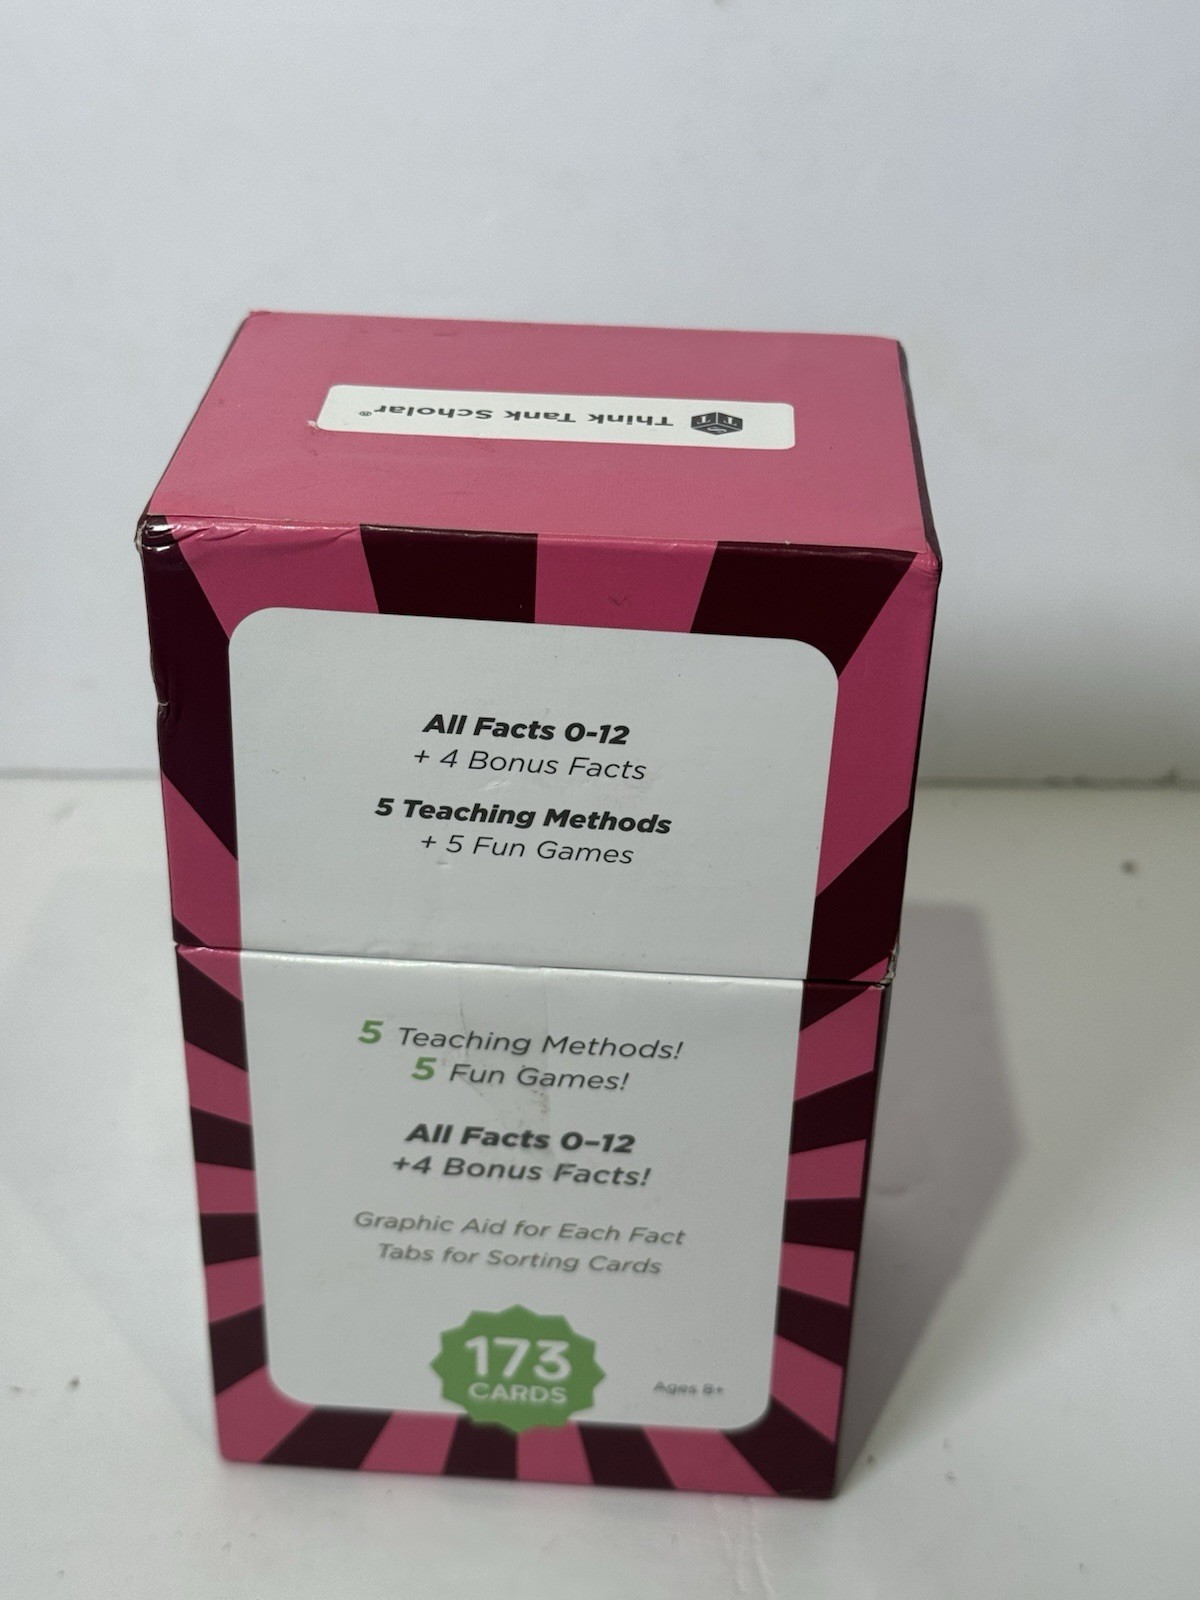 Think Tank Scholar®
All Facts 0-12
+ 4 Bonus Facts
5 Teaching Methods
+ 5 Fun Games
5 Teaching Methods!
5 Fun Games!
All Facts 0–12
+4 Bonus Facts!
Graphic Aid for Each Fact
Tabs for Sorting Cards
173
CARDS
Ages 8+